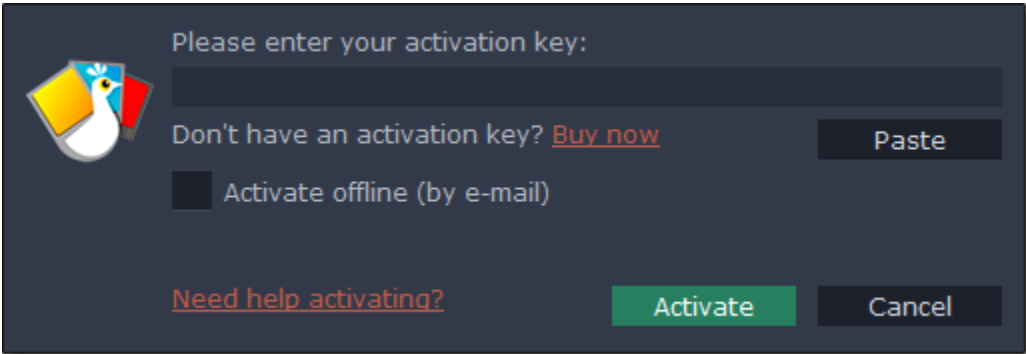 Please enter your activation key:
Don't have an activation key? Buy now
Paste
Activate offline (by e-mail)
Need help activating?
Activate
Cancel